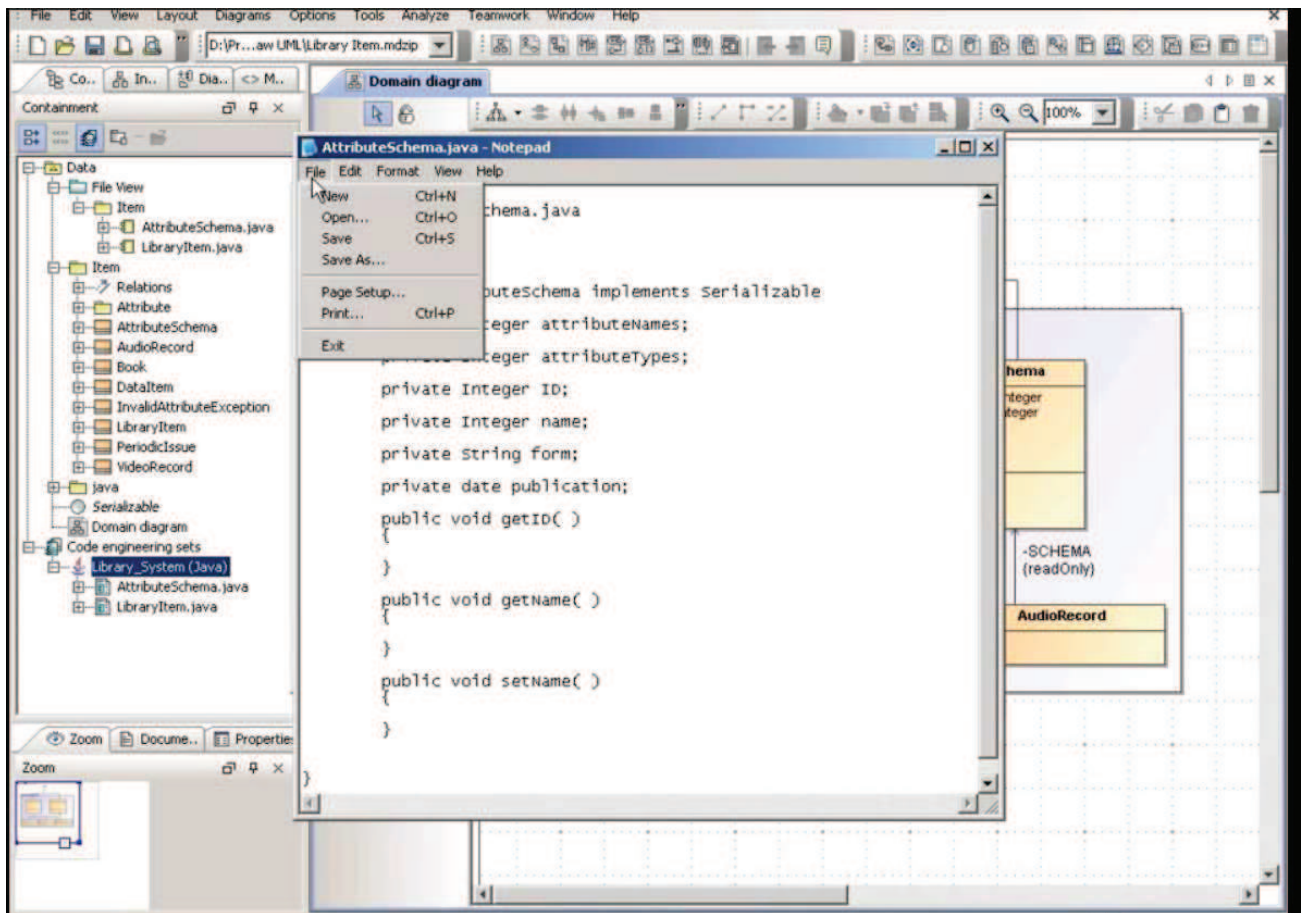 File Edit View Layout Diagrams Options Tools Analyze Teamwork Window Help
D:\Pr...aw UML\Library Item.mdzip
Co.. In.. Dia.. <> M..
Domain diagram
Containment
100%
Data
File View
Item
AttributeSchema.java
LibraryItem.java
Item
Relations
Attribute
AttributeSchema
AudioRecord
Book
DataItem
InvalidAttributeException
LibraryItem
PeriodicIssue
VideoRecord
java
Serializable
Domain diagram
Code engineering sets
Library_System (Java)
AttributeSchema.java
LibraryItem.java
Zoom Docume.. Propertie
Zoom
AttributeSchema.java - Notepad
File Edit Format View Help
New Ctrl+N
Open... Ctrl+O
Save Ctrl+S
Save As...
Page Setup...
Print... Ctrl+P
Exit
chema.java
buteSchema implements Serializable
teger attributeNames;
private Integer attributeTypes;
private Integer ID;
private Integer name;
private String form;
private date publication;
public void getID( )
{
}
public void getName( )
{
}
public void setName( )
{
}
}
hema
nteger
nteger
-SCHEMA
{readOnly}
AudioRecord